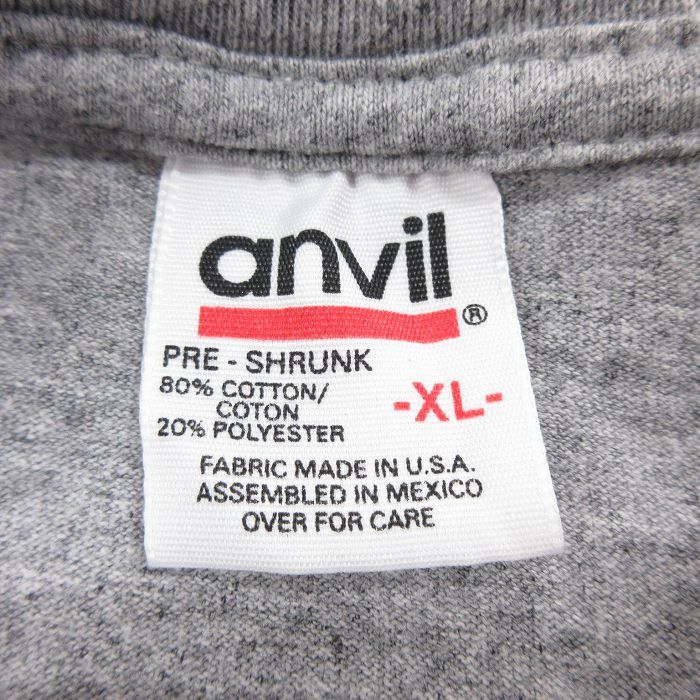 anvil®
PRE - SHRUNK
80% COTTON/
COTON
20% POLYESTER
-XL-
FABRIC MADE IN U.S.A.
ASSEMBLED IN MEXICO
OVER FOR CARE